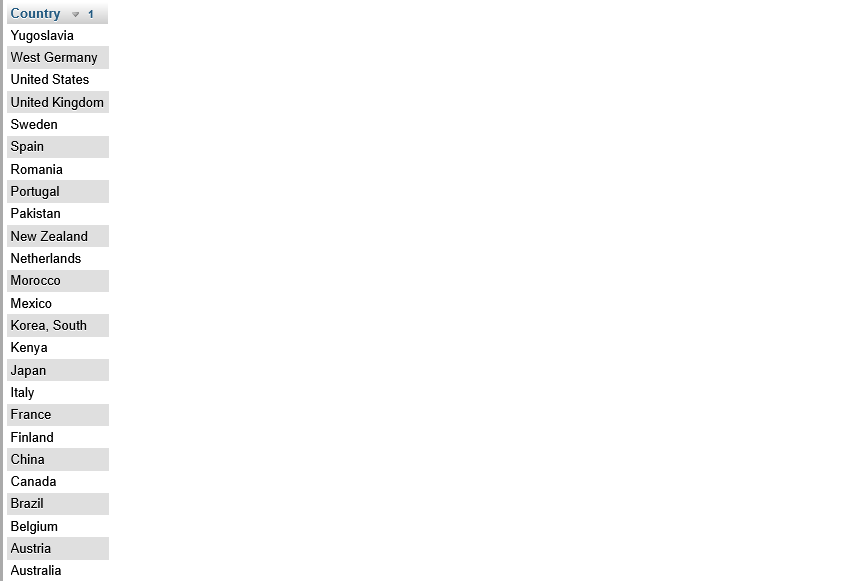 Country 1
Yugoslavia
West Germany
United States
United Kingdom
Sweden
Spain
Romania
Portugal
Pakistan
New Zealand
Netherlands
Morocco
Mexico
Korea, South
Kenya
Japan
Italy
France
Finland
China
Canada
Brazil
Belgium
Austria
Australia